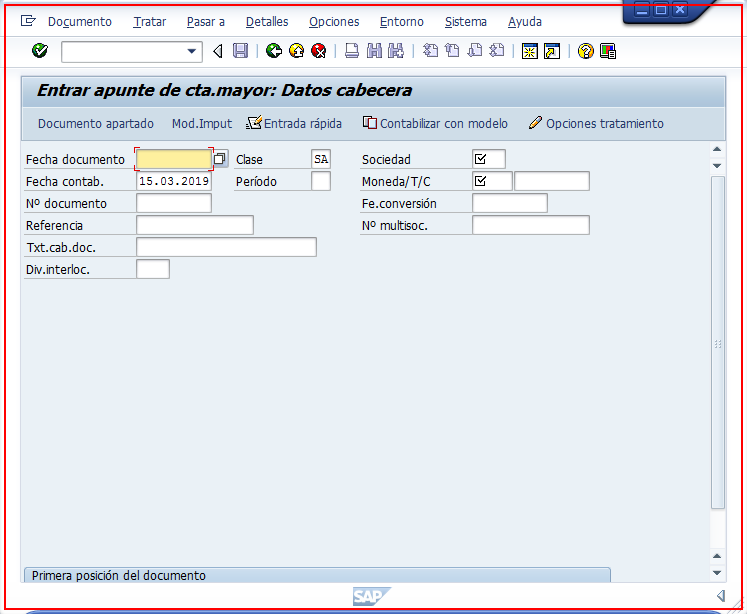 Documento Tratar Pasar a Detalles Opciones Entorno Sistema Ayuda
Entrar apunte de cta.mayor: Datos cabecera
Documento apartado Mod.Imput Entrada rápida Contabilizar con modelo Opciones tratamiento
Fecha documento Clase SA Sociedad
Fecha contab. 15.03.2019 Período Moneda/T/C
Nº documento Fe.conversión
Referencia Nº multisoc.
Txt.cab.doc.
Div.interloc.
Primera posición del documento
SAP